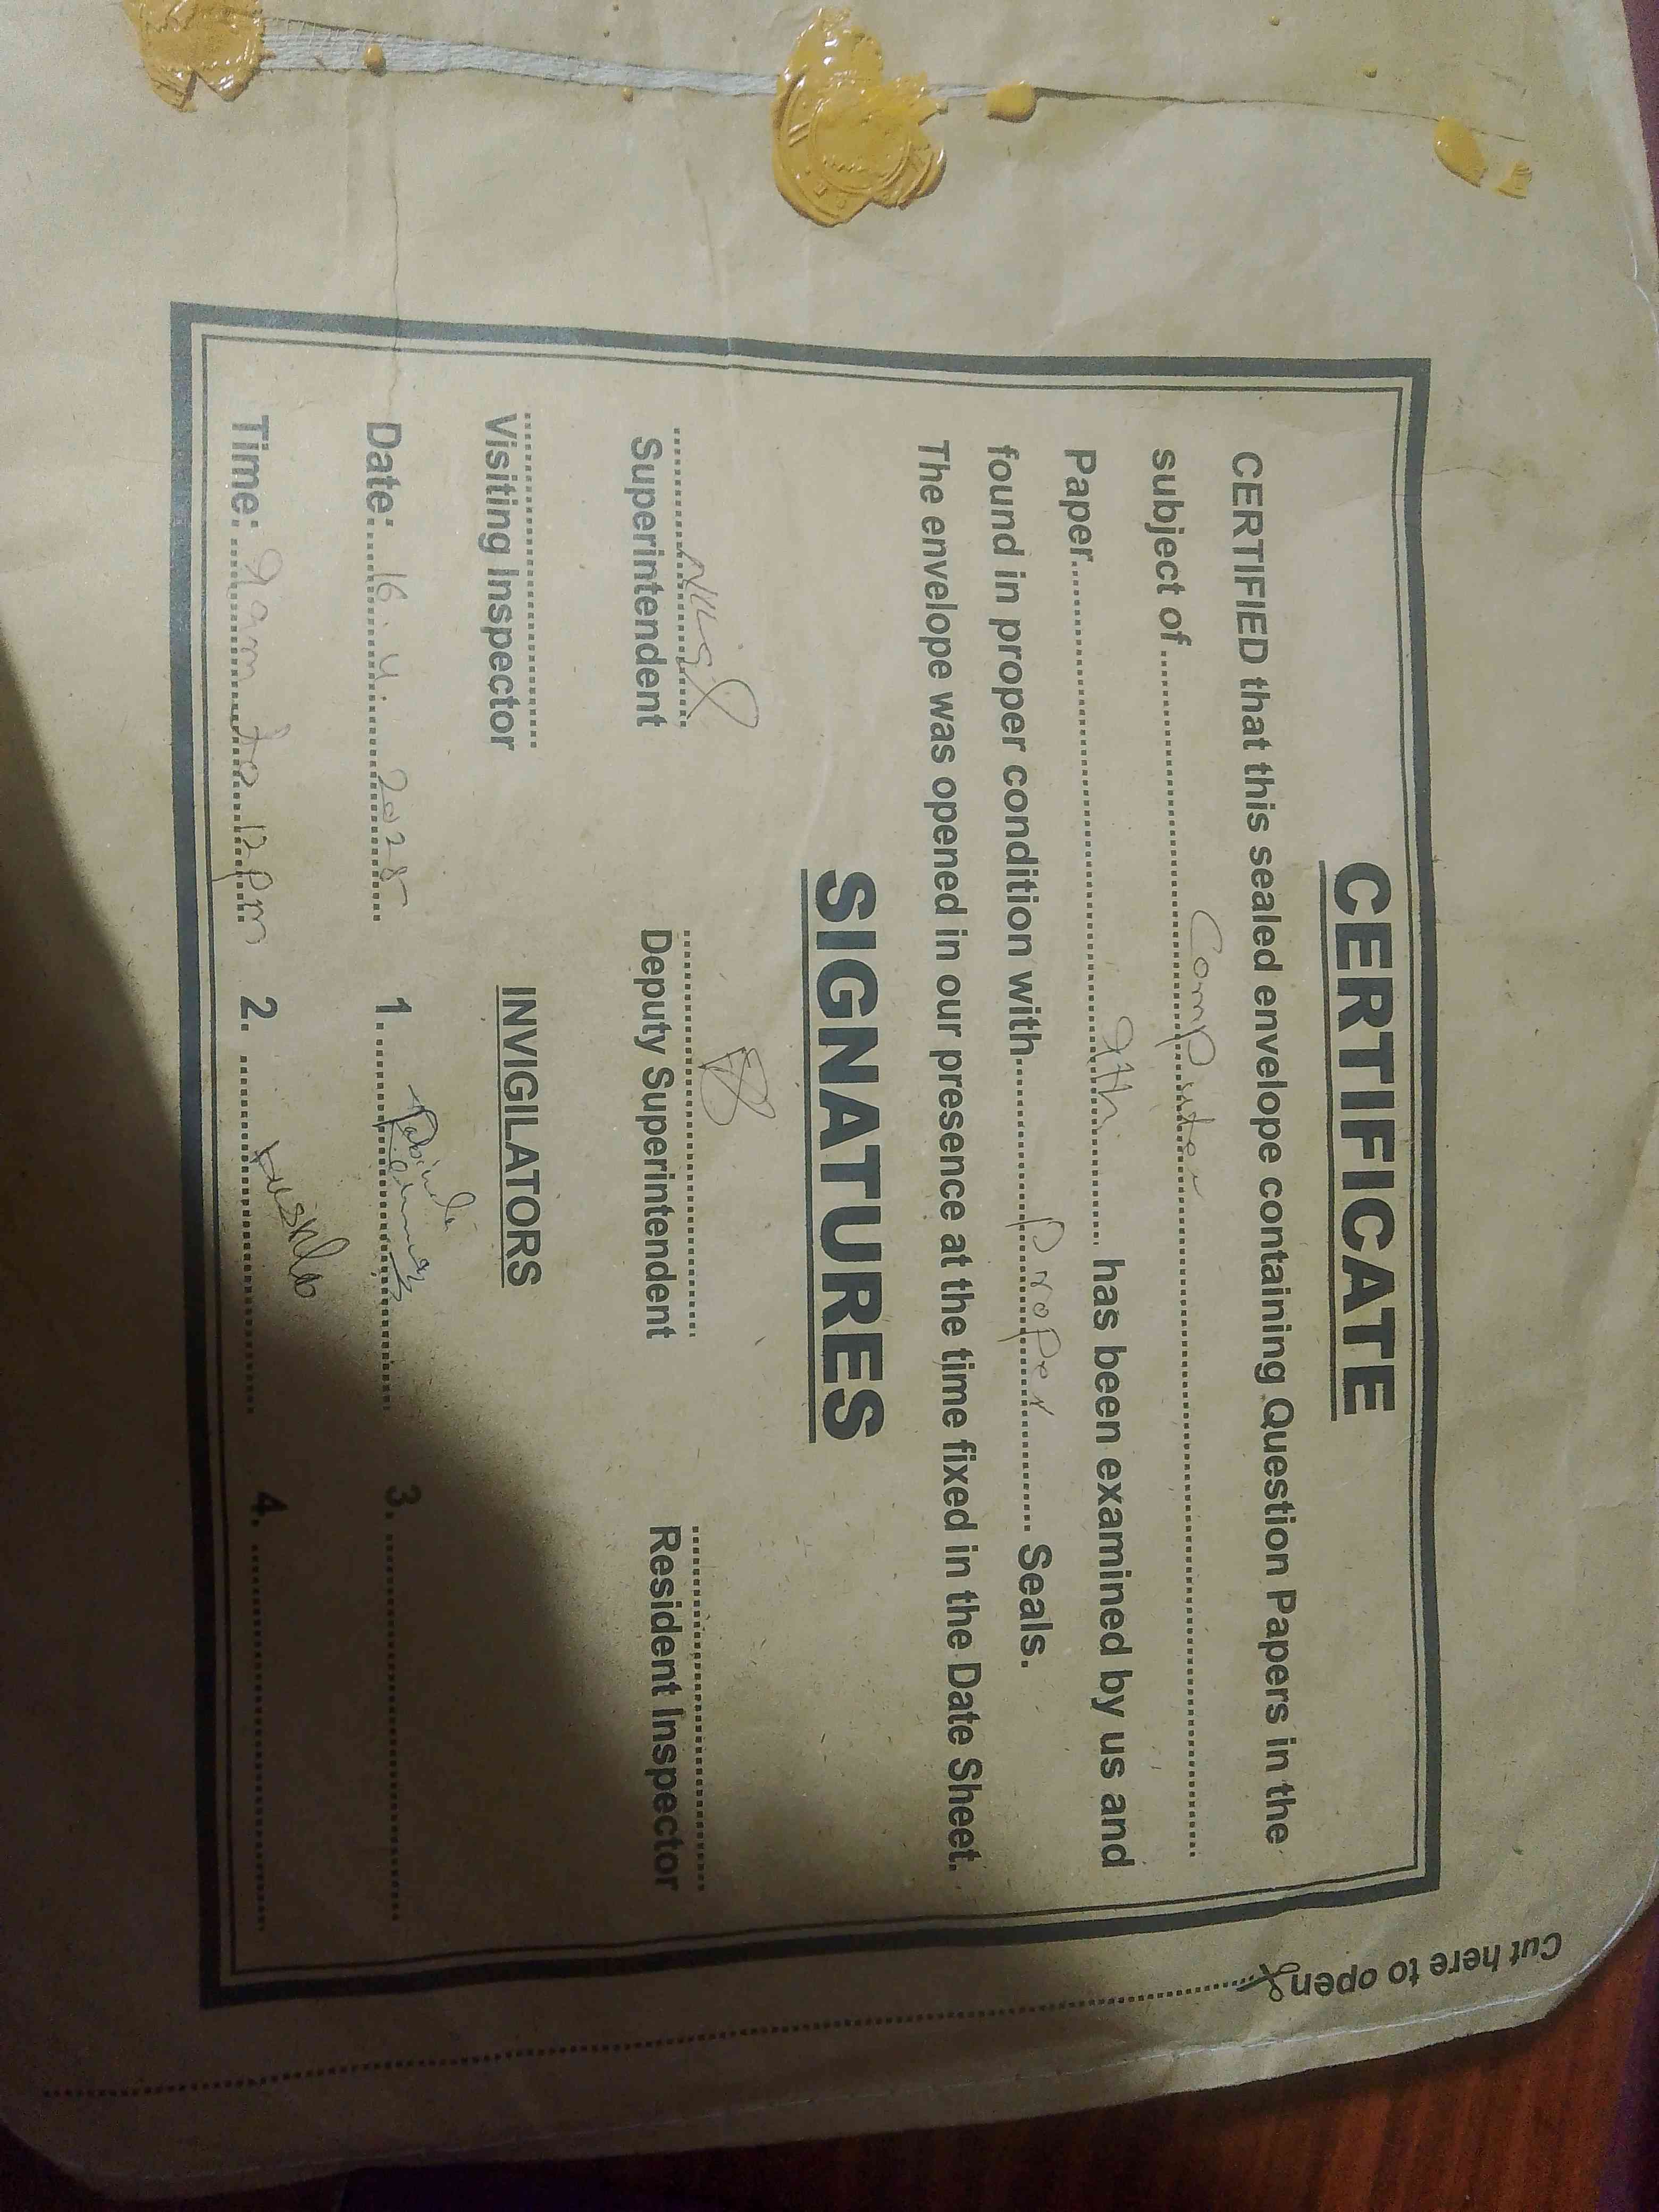 CERTIFICATE
CERTIFIED that this sealed envelope containing Question Papers in the
subject of Computer
Paper 9th has been examined by us and
found in proper condition with Proper Seals.
The envelope was opened in our presence at the time fixed in the Date Sheet.
SIGNATURES
Superintendent Deputy Superintendent Resident Inspector
Visiting Inspector
INVIGILATORS
Date: 16. 4. 2025 1. 3.
Time: 9am to 12pm 2. 4.
Cut here to open